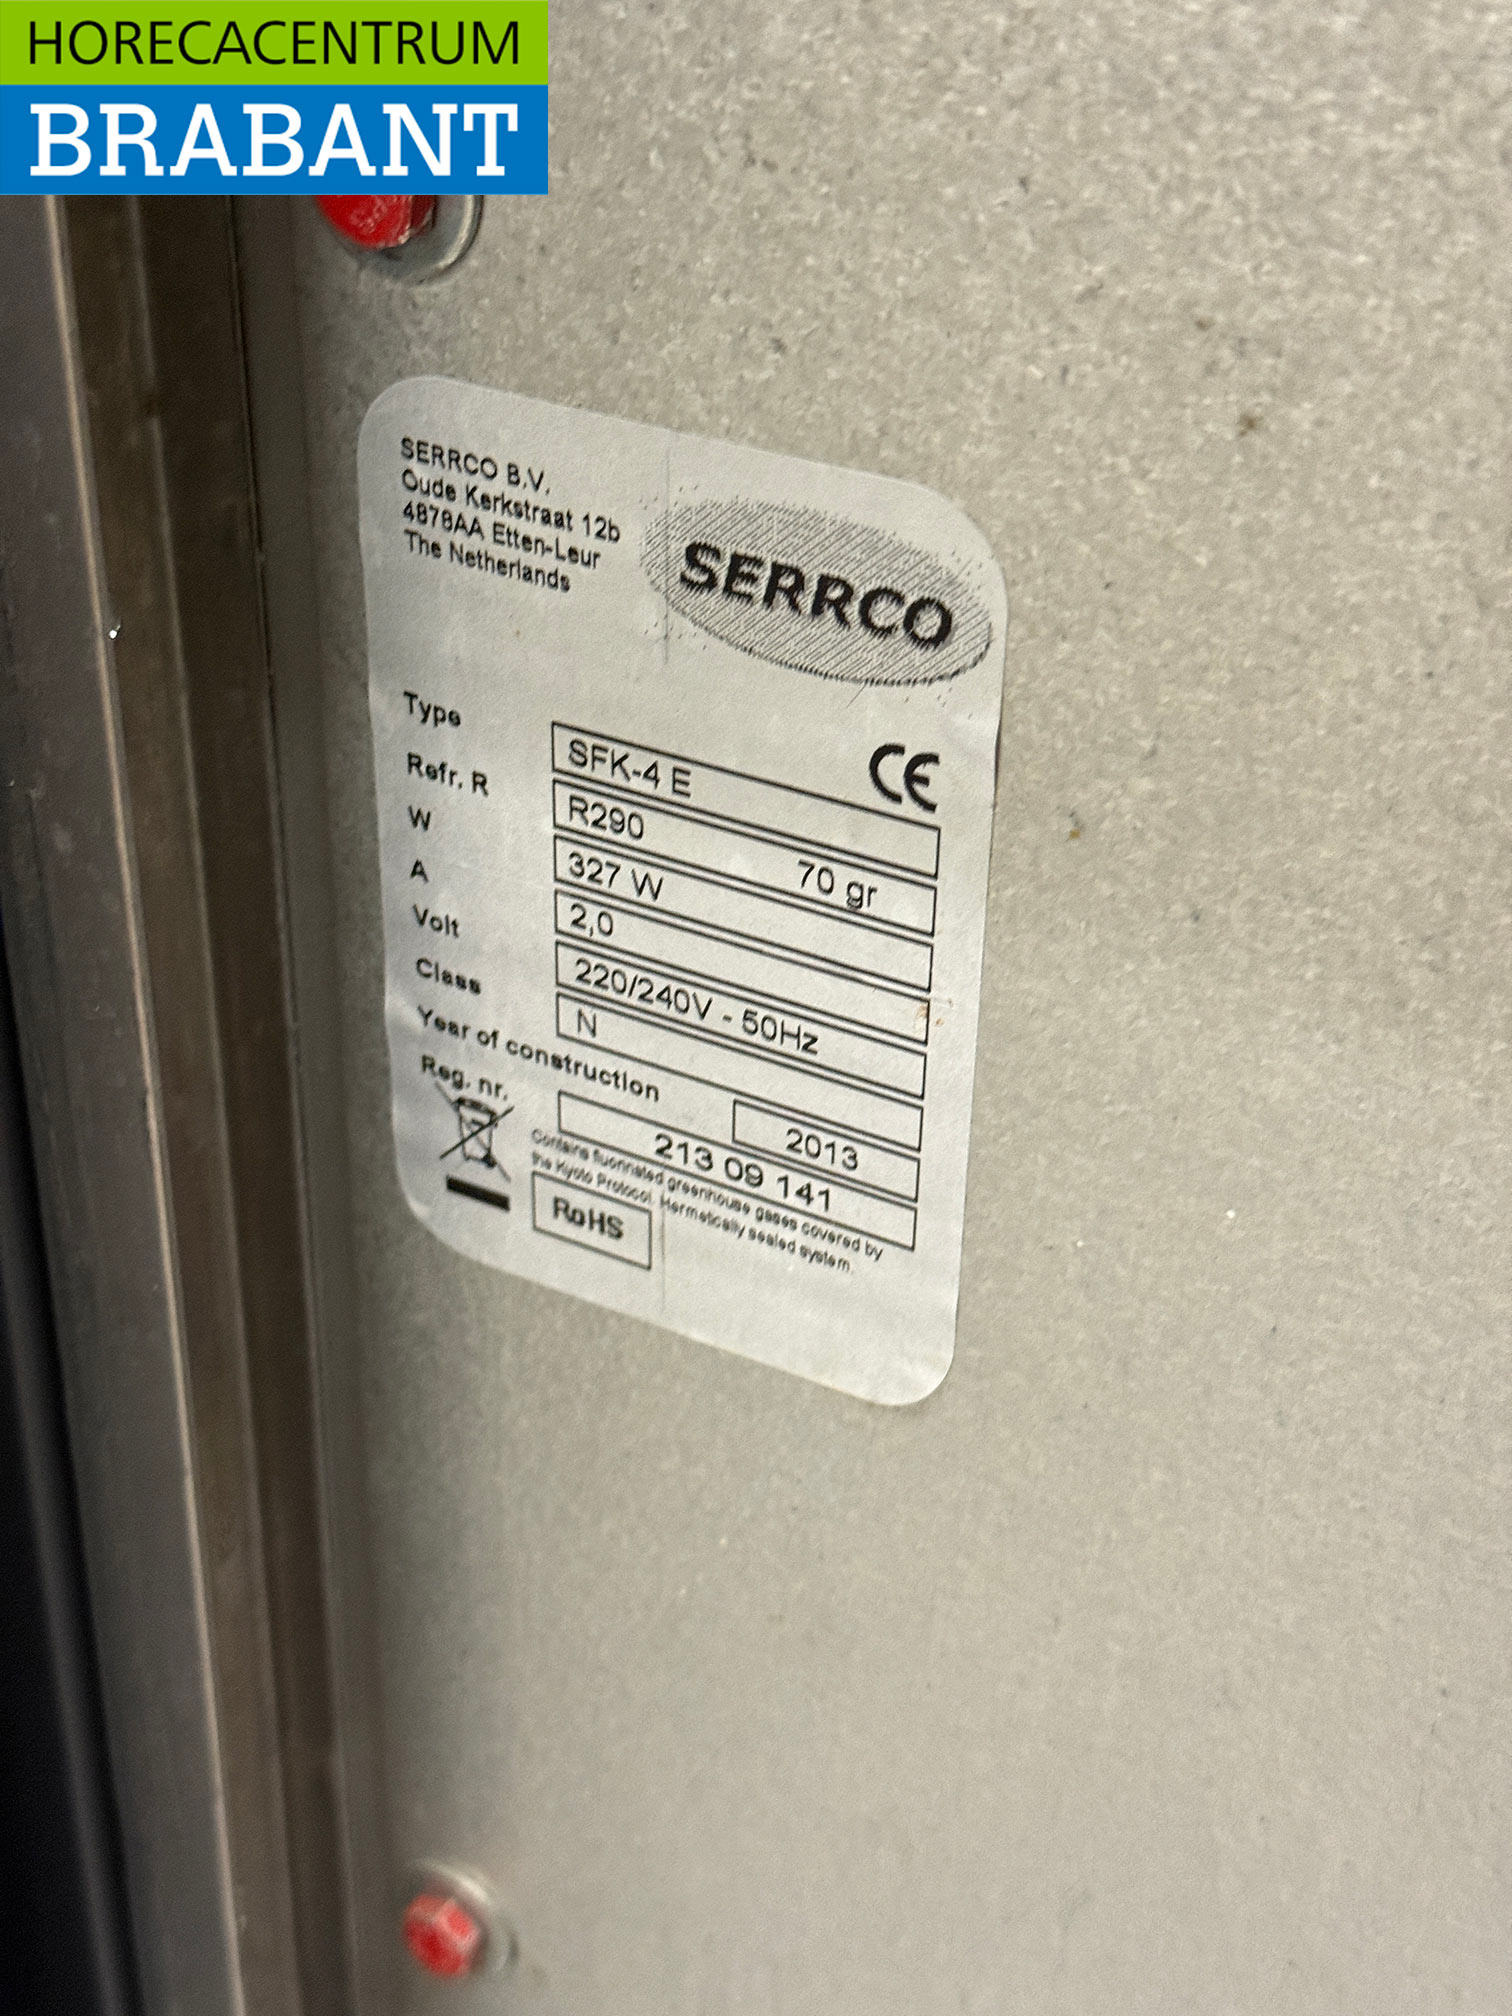 HORECACENTRUM
BRABANT
SERRCO B.V.
Oude Kerkstraat 12b
4878AA Etten-Leur
The Netherlands
SERRCO
CE
Type SFK-4 E
Refr. R R290 70 gr
W 327 W
A 2,0
Volt 220/240V - 50Hz
Class N
Year of construction 2013
Reg. nr. 213 09 141
Contains fluorinated greenhouse gases covered by
the Kyoto Protocol. Hermetically sealed system.
RoHS